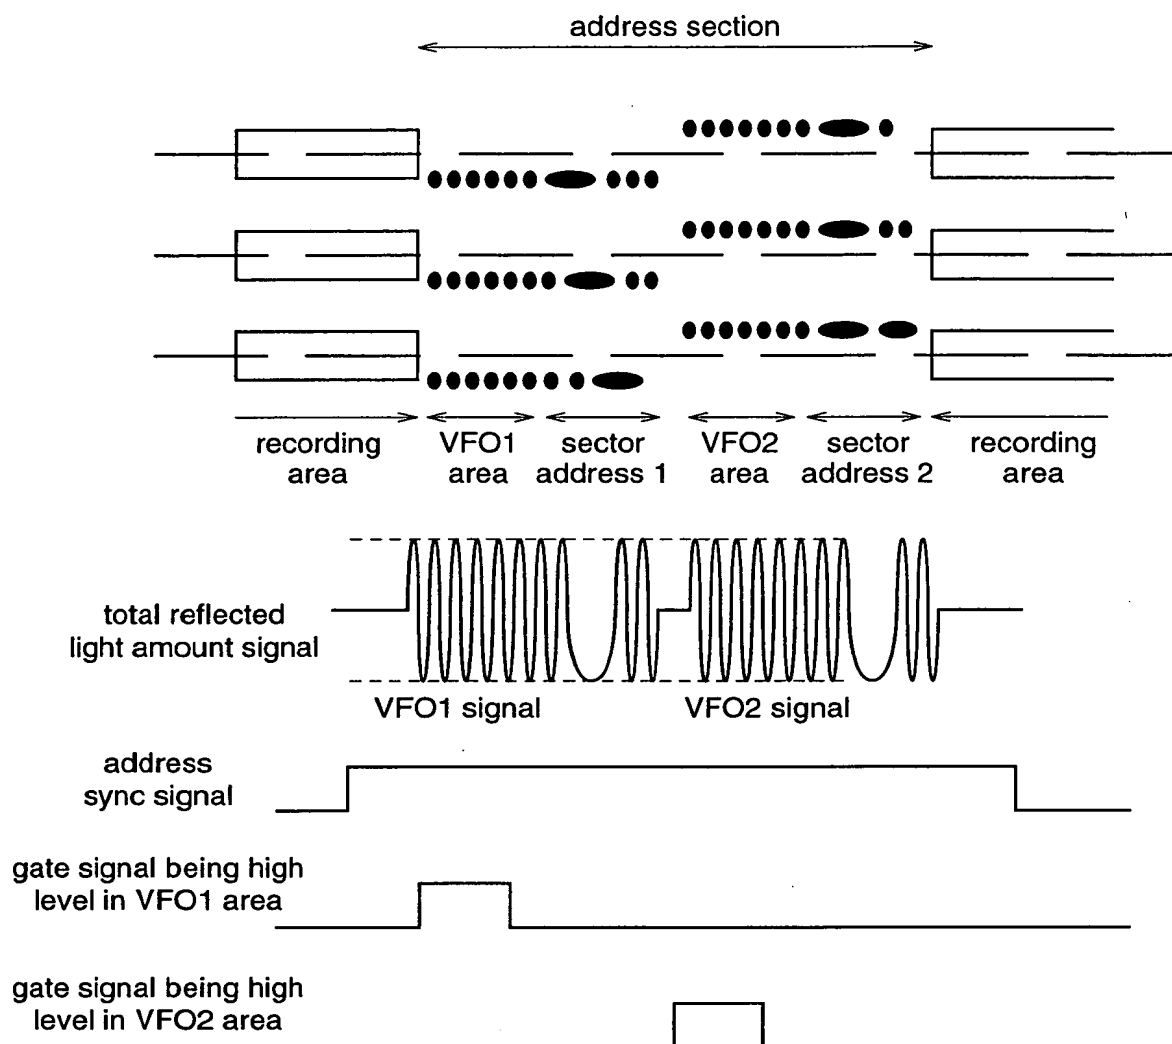 address section
recording
area
VFO1
area
sector
address 1
VFO2
area
sector
address 2
recording
area
total reflected
light amount signal
VFO1 signal
VFO2 signal
address
sync signal
gate signal being high
level in VFO1 area
gate signal being high
level in VFO2 area